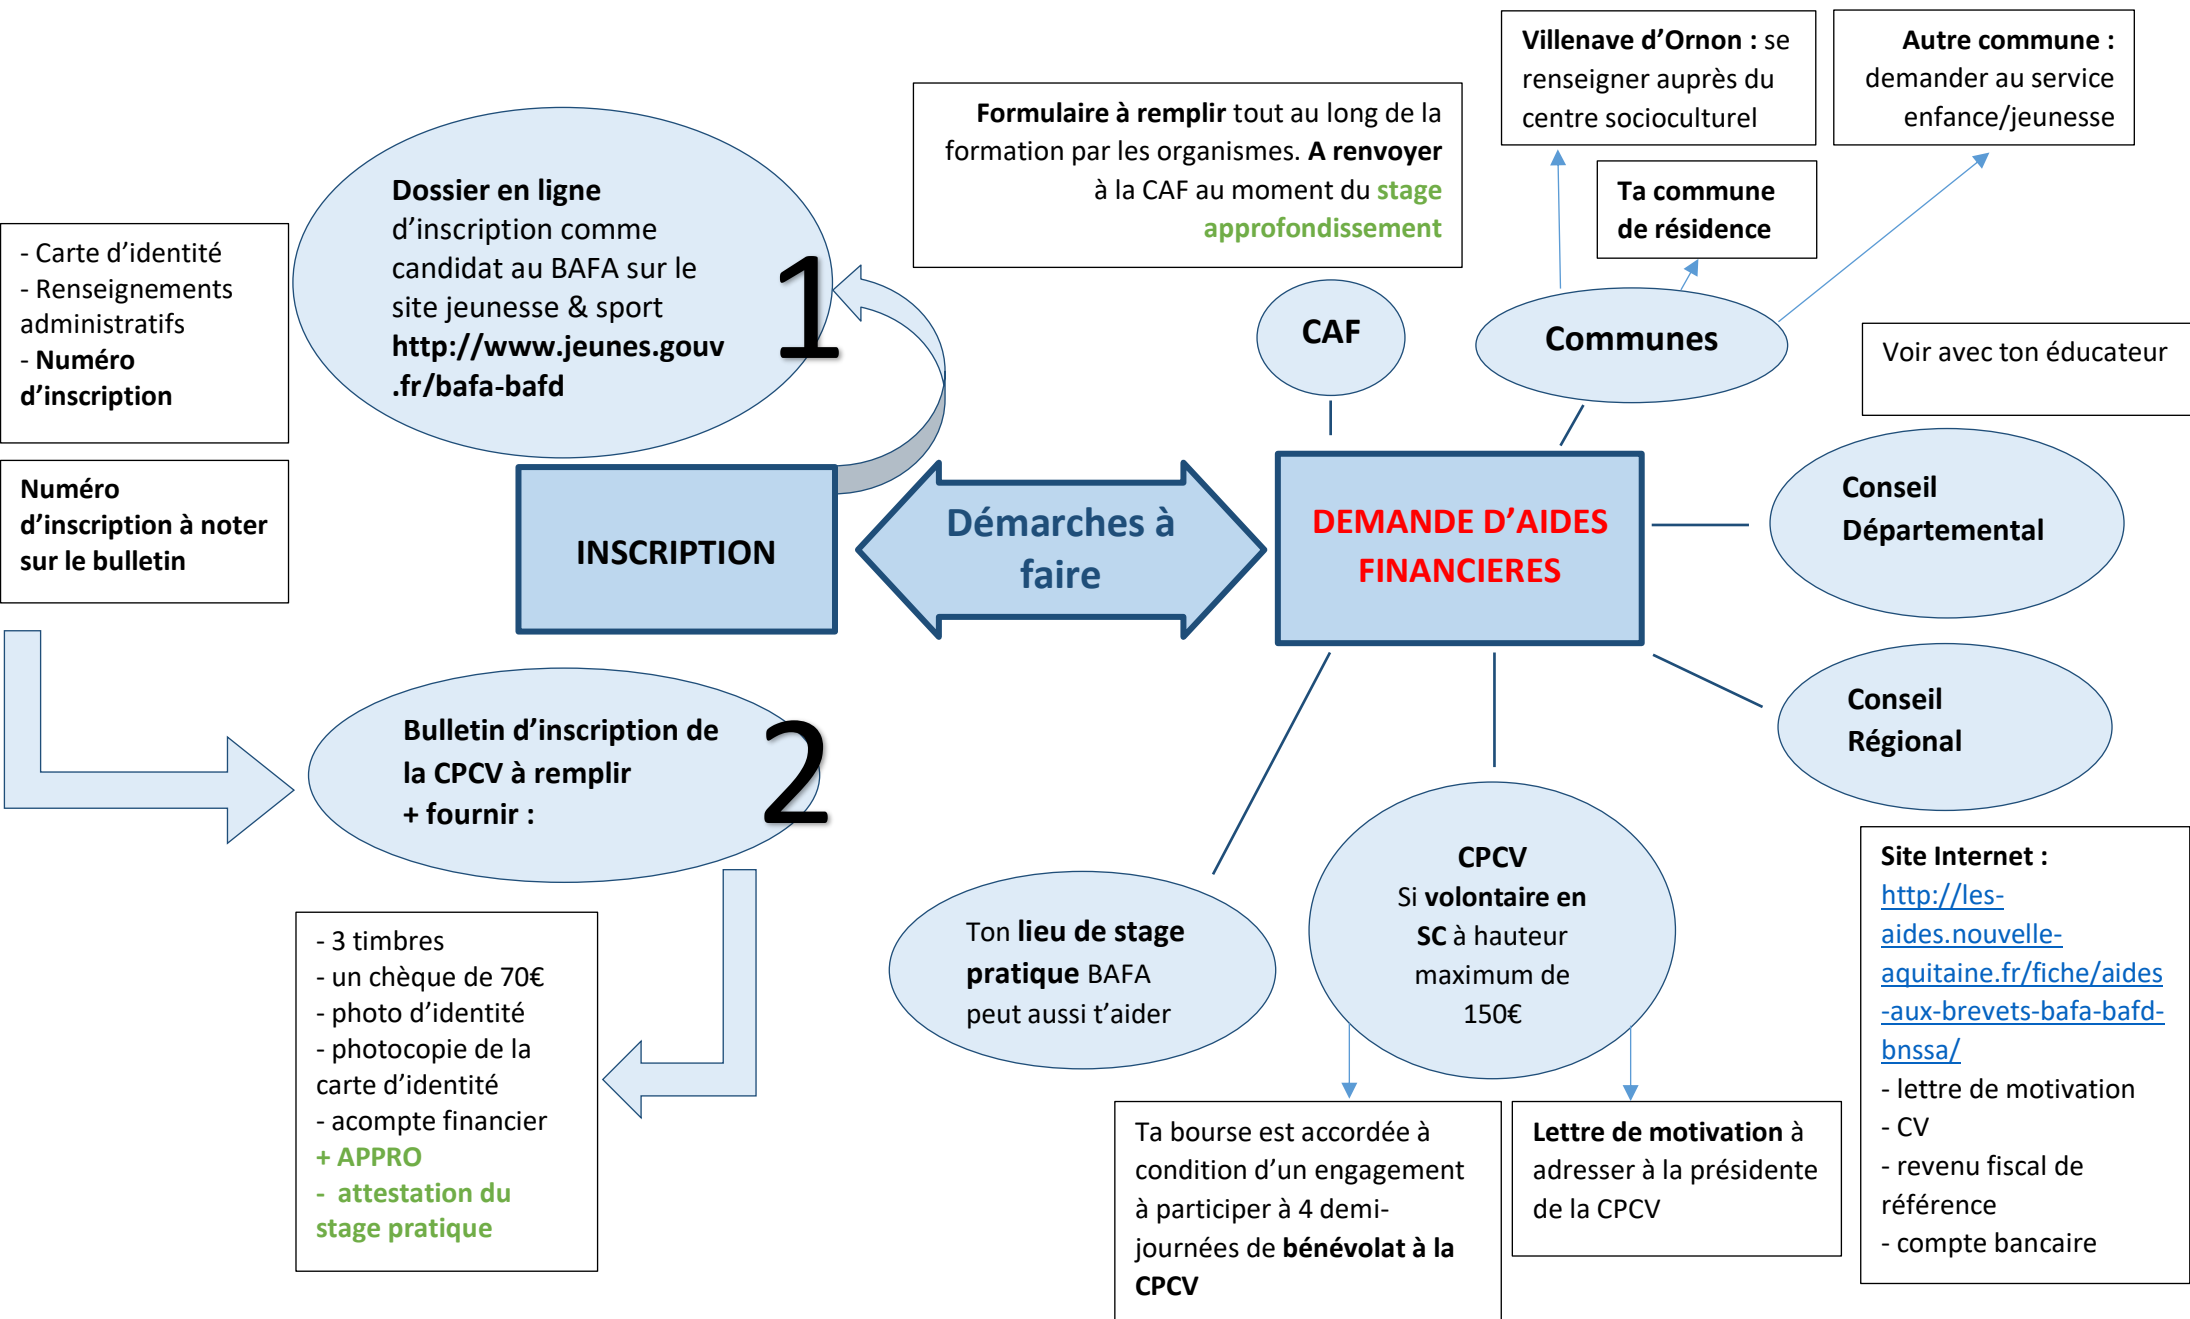 Villenave d’Ornon : se
renseigner auprès du
centre socioculturel
Autre commune :
demander au service
enfance/jeunesse
Formulaire à remplir tout au long de la
formation par les organismes. A renvoyer
à la CAF au moment du stage
approfondissement
Ta commune
de résidence
Dossier en ligne
d’inscription comme
candidat au BAFA sur le
site jeunesse & sport
http://www.jeunes.gouv
.fr/bafa-bafd
1
- Carte d’identité
- Renseignements
administratifs
- Numéro
d’inscription
CAF
Communes
Voir avec ton éducateur
Numéro
d’inscription à noter
sur le bulletin
INSCRIPTION
Démarches à
faire
DEMANDE D’AIDES
FINANCIERES
Conseil
Départemental
Conseil
Régional
Bulletin d’inscription de
la CPCV à remplir
+ fournir :
2
- 3 timbres
- un chèque de 70€
- photo d’identité
- photocopie de la
carte d’identité
- acompte financier
+ APPRO
- attestation du
stage pratique
Ton lieu de stage
pratique BAFA
peut aussi t’aider
CPCV
Si volontaire en
SC à hauteur
maximum de
150€
Ta bourse est accordée à
condition d’un engagement
à participer à 4 demi-
journées de bénévolat à la
CPCV
Lettre de motivation à
adresser à la présidente
de la CPCV
Site Internet :
http://les-
aides.nouvelle-
aquitaine.fr/fiche/aides
-aux-brevets-bafa-bafd-
bnssa/
- lettre de motivation
- CV
- revenu fiscal de
référence
- compte bancaire